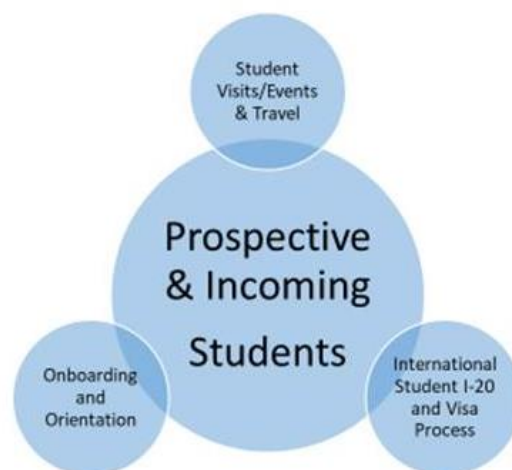 Student
Visits/Events
& Travel
Prospective
& Incoming
Students
Onboarding
and
Orientation
International
Student I-20
and Visa
Process